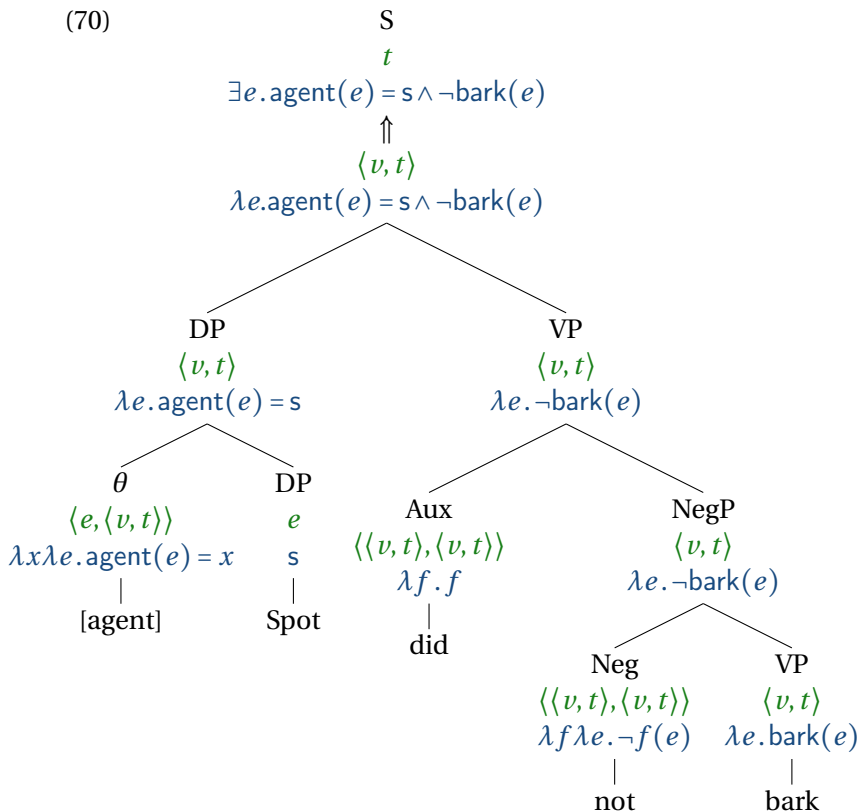 (70) S
t
∃e.agent(e) = s ∧ ¬bark(e)
⇑
⟨v, t⟩
λe.agent(e) = s ∧ ¬bark(e)
DP VP
⟨v, t⟩ ⟨v, t⟩
λe.agent(e) = s λe.¬bark(e)
θ DP Aux NegP
⟨e,⟨v, t⟩⟩ e ⟨⟨v, t⟩,⟨v, t⟩⟩ ⟨v, t⟩
λxλe.agent(e) = x s λf.f λe.¬bark(e)
[agent] Spot did
Neg VP
⟨⟨v, t⟩,⟨v, t⟩⟩ ⟨v, t⟩
λfλe.¬f(e) λe.bark(e)
not bark